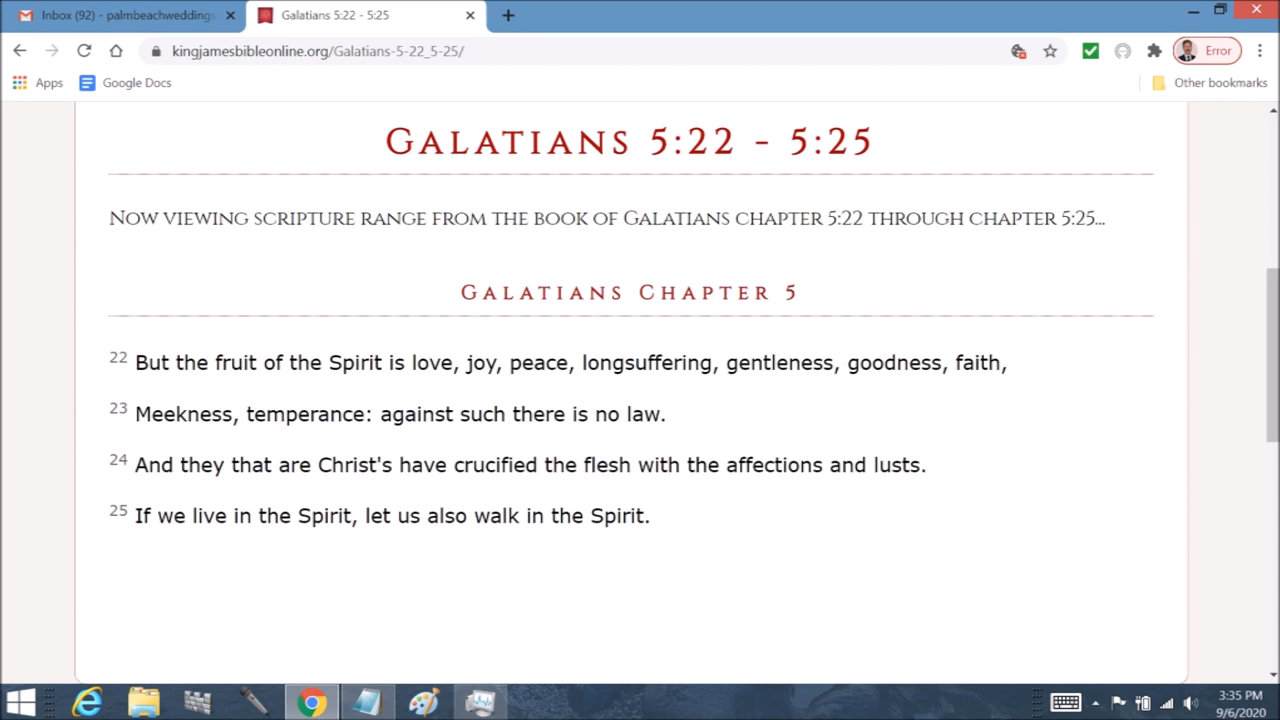 Inbox (92) - palmbeachwedding
Galatians 5:22 - 5:25
kingjamesbibleonline.org/Galatians-5-22_5-25/
Error
Apps
Google Docs
Other bookmarks
Galatians 5:22 - 5:25
Now viewing scripture range from the book of Galatians chapter 5:22 through chapter 5:25...
Galatians Chapter 5
22 But the fruit of the Spirit is love, joy, peace, longsuffering, gentleness, goodness, faith,
23 Meekness, temperance: against such there is no law.
24 And they that are Christ's have crucified the flesh with the affections and lusts.
25 If we live in the Spirit, let us also walk in the Spirit.
3:35 PM
9/6/2020